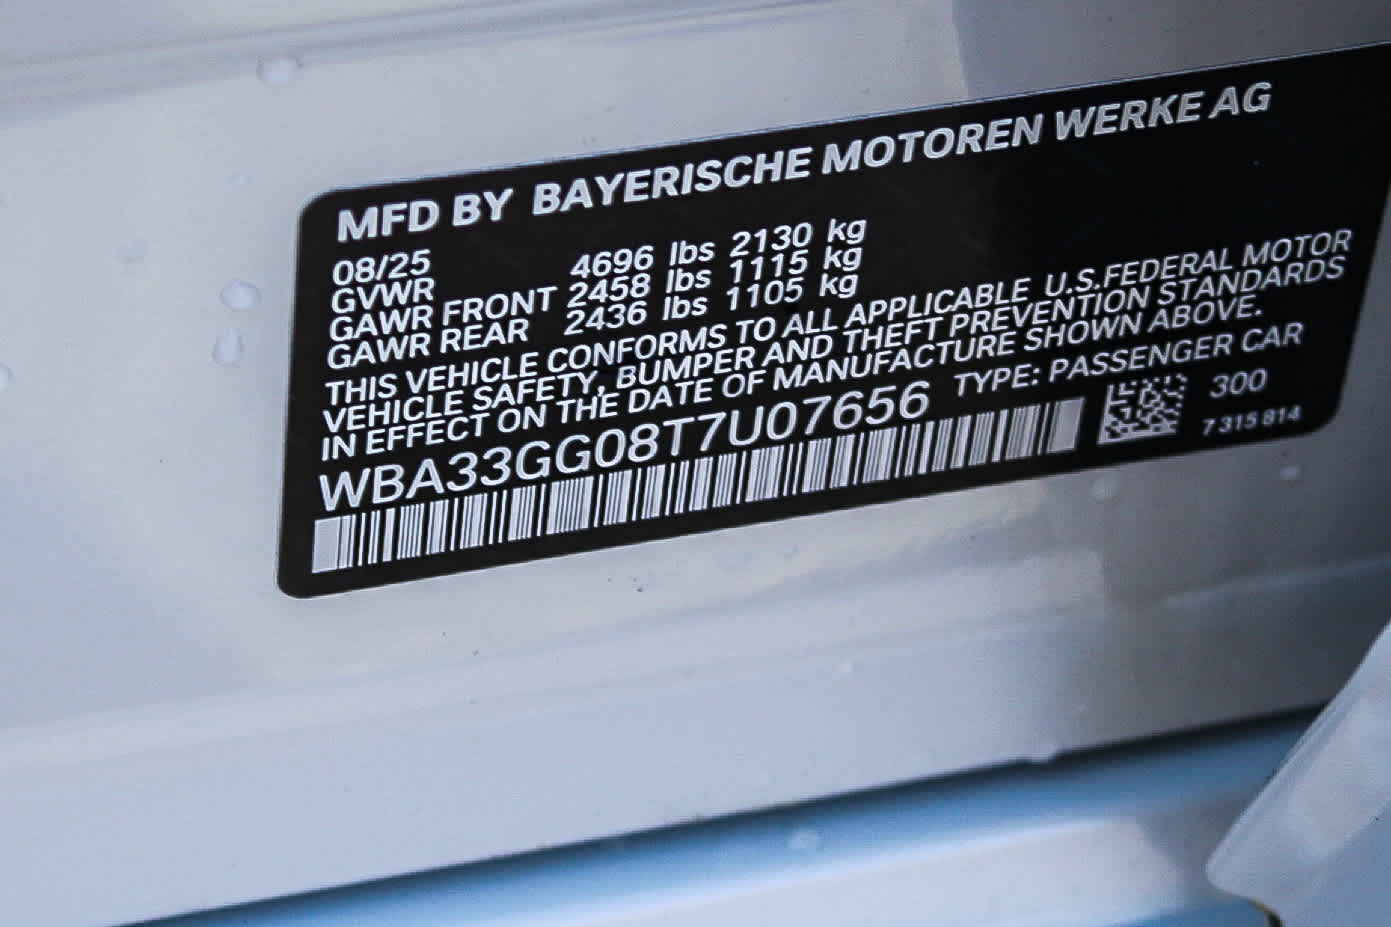 MFD BY BAYERISCHE MOTOREN WERKE AG
08/25
GVWR 4696 lbs 2130 kg
GAWR FRONT 2458 lbs 1115 kg
GAWR REAR 2436 lbs 1105 kg
THIS VEHICLE CONFORMS TO ALL APPLICABLE U.S.FEDERAL MOTOR
VEHICLE SAFETY, BUMPER AND THEFT PREVENTION STANDARDS
IN EFFECT ON THE DATE OF MANUFACTURE SHOWN ABOVE.
WBA33GG08T7U07656 TYPE: PASSENGER CAR
300
7 315 814